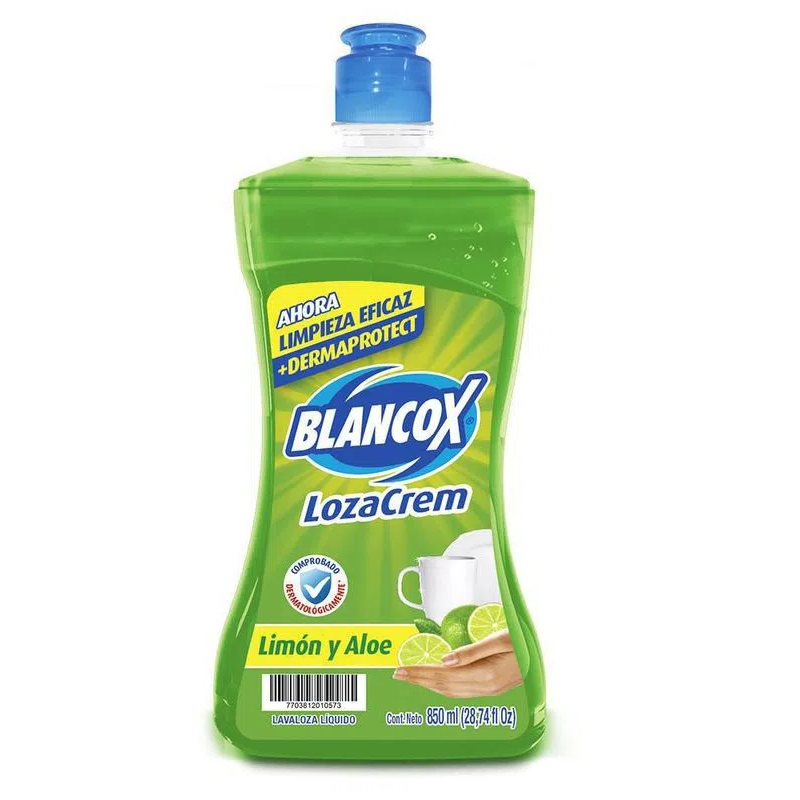 AHORA
LIMPIEZA EFICAZ
+DERMAPROTECT
BLANCOX®
LozaCrem
COMPROBADO
DERMATOLÓGICAMENTE*
Limón y Aloe
7703812010573
LAVALOZA LÍQUIDO
Cont. Neto 850 ml (28,74 fl Oz)